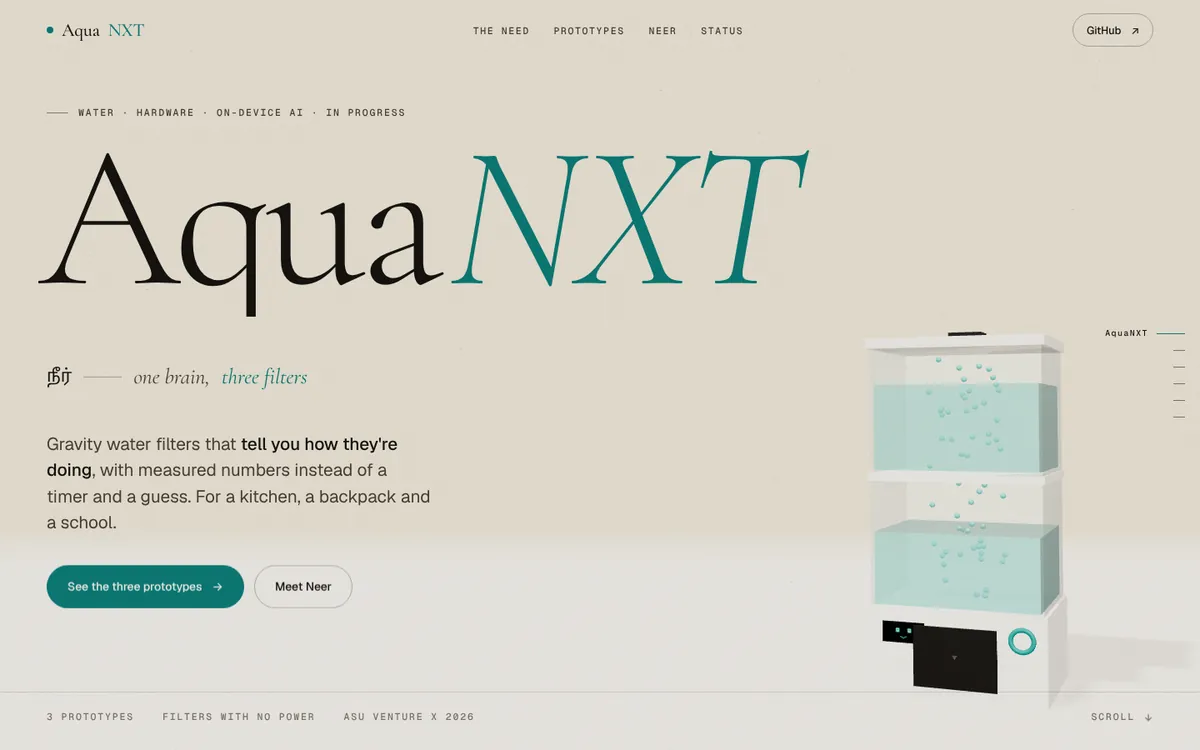 Aqua NXT
THE NEED PROTOTYPES NEER STATUS
GitHub ↗
WATER · HARDWARE · ON-DEVICE AI · IN PROGRESS
AquaNXT
AquaNXT
நீர் one brain, three filters
Gravity water filters that tell you how they're
doing, with measured numbers instead of a
timer and a guess. For a kitchen, a backpack and
a school.
See the three prototypes →
Meet Neer
3 PROTOTYPES FILTERS WITH NO POWER ASU VENTURE X 2026
SCROLL ↓